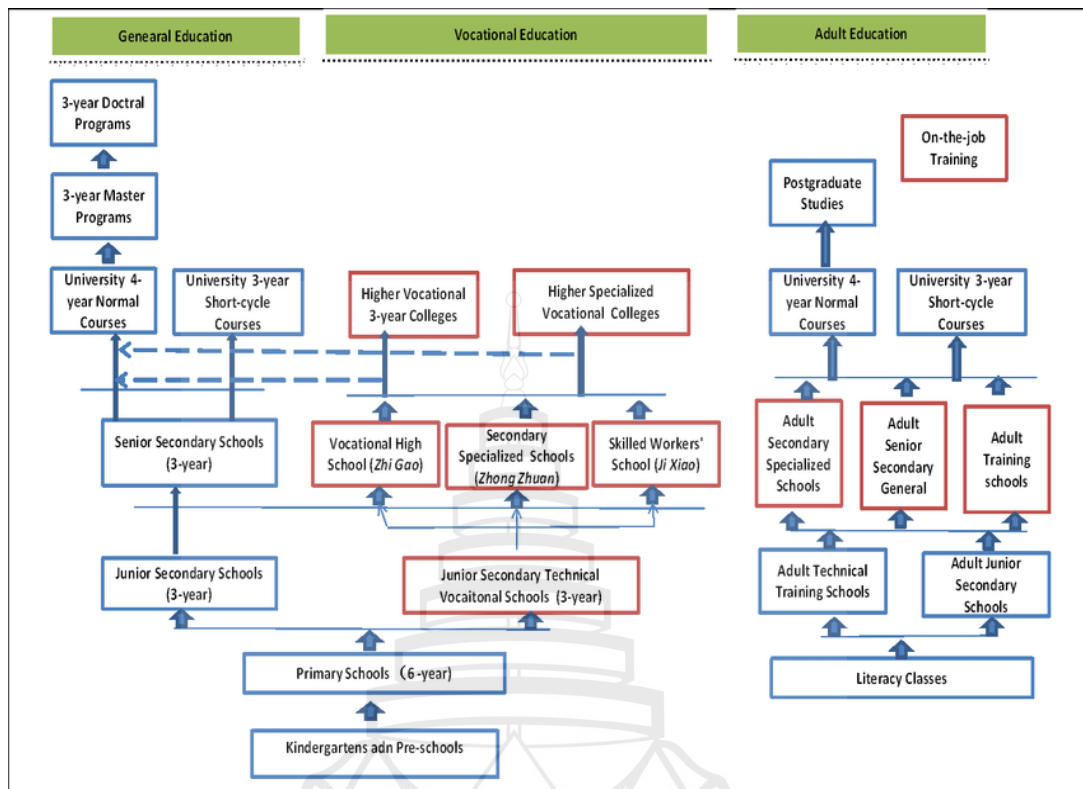 Genearal Education
Vocational Education
Adult Education
3-year Doctral
Programs
On-the-job
Training
3-year Master
Programs
Postgraduate
Studies
University 4-
year Normal
Courses
University 3-year
Short-cycle
Courses
Higher Vocational
3-year Colleges
Higher Specialized
Vocational Colleges
University 4-
year Normal
Courses
University 3-year
Short-cycle
Courses
Senior Secondary Schools
(3-year)
Vocational High
School (Zhi Gao)
Secondary
Specialized Schools
(Zhong Zhuan)
Skilled Workers'
School (Ji Xiao)
Adult
Secondary
Specialized
Schools
Adult
Senior
Secondary
General
Adult
Training
schools
Junior Secondary Schools
(3-year)
Junior Secondary Technical
Vocaitonal Schools (3-year)
Adult Technical
Training Schools
Adult Junior
Secondary
Schools
Primary Schools（6-year)
Literacy Classes
Kindergartens adn Pre-schools